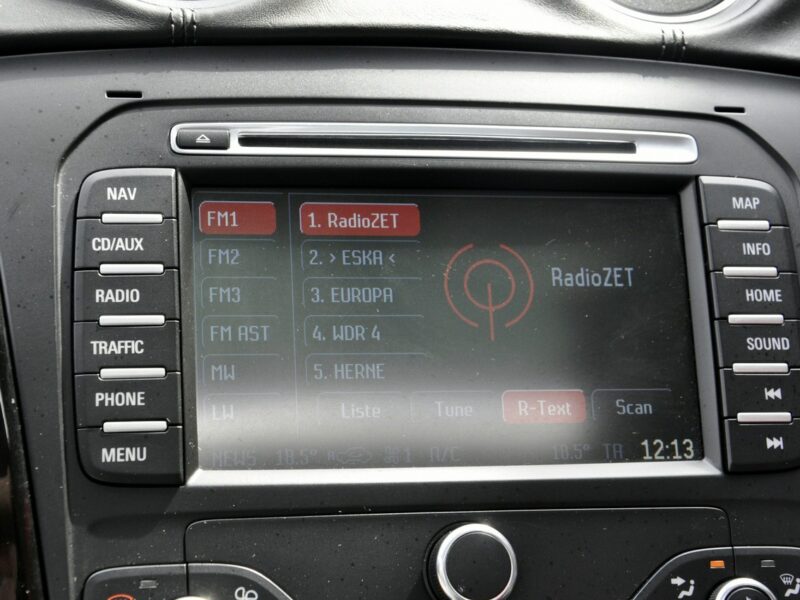 NAV
CD/AUX
RADIO
TRAFFIC
PHONE
MENU
FM1
FM2
FM3
FM AST
MW
LW
1. RadioZET
2. > ESKA <
3. EUROPA
4. WDR 4
5. HERNE
RadioZET
Liste
Tune
R-Text
Scan
NEWS 18.5° A/C 18.5° TA 12:13
MAP
INFO
HOME
SOUND